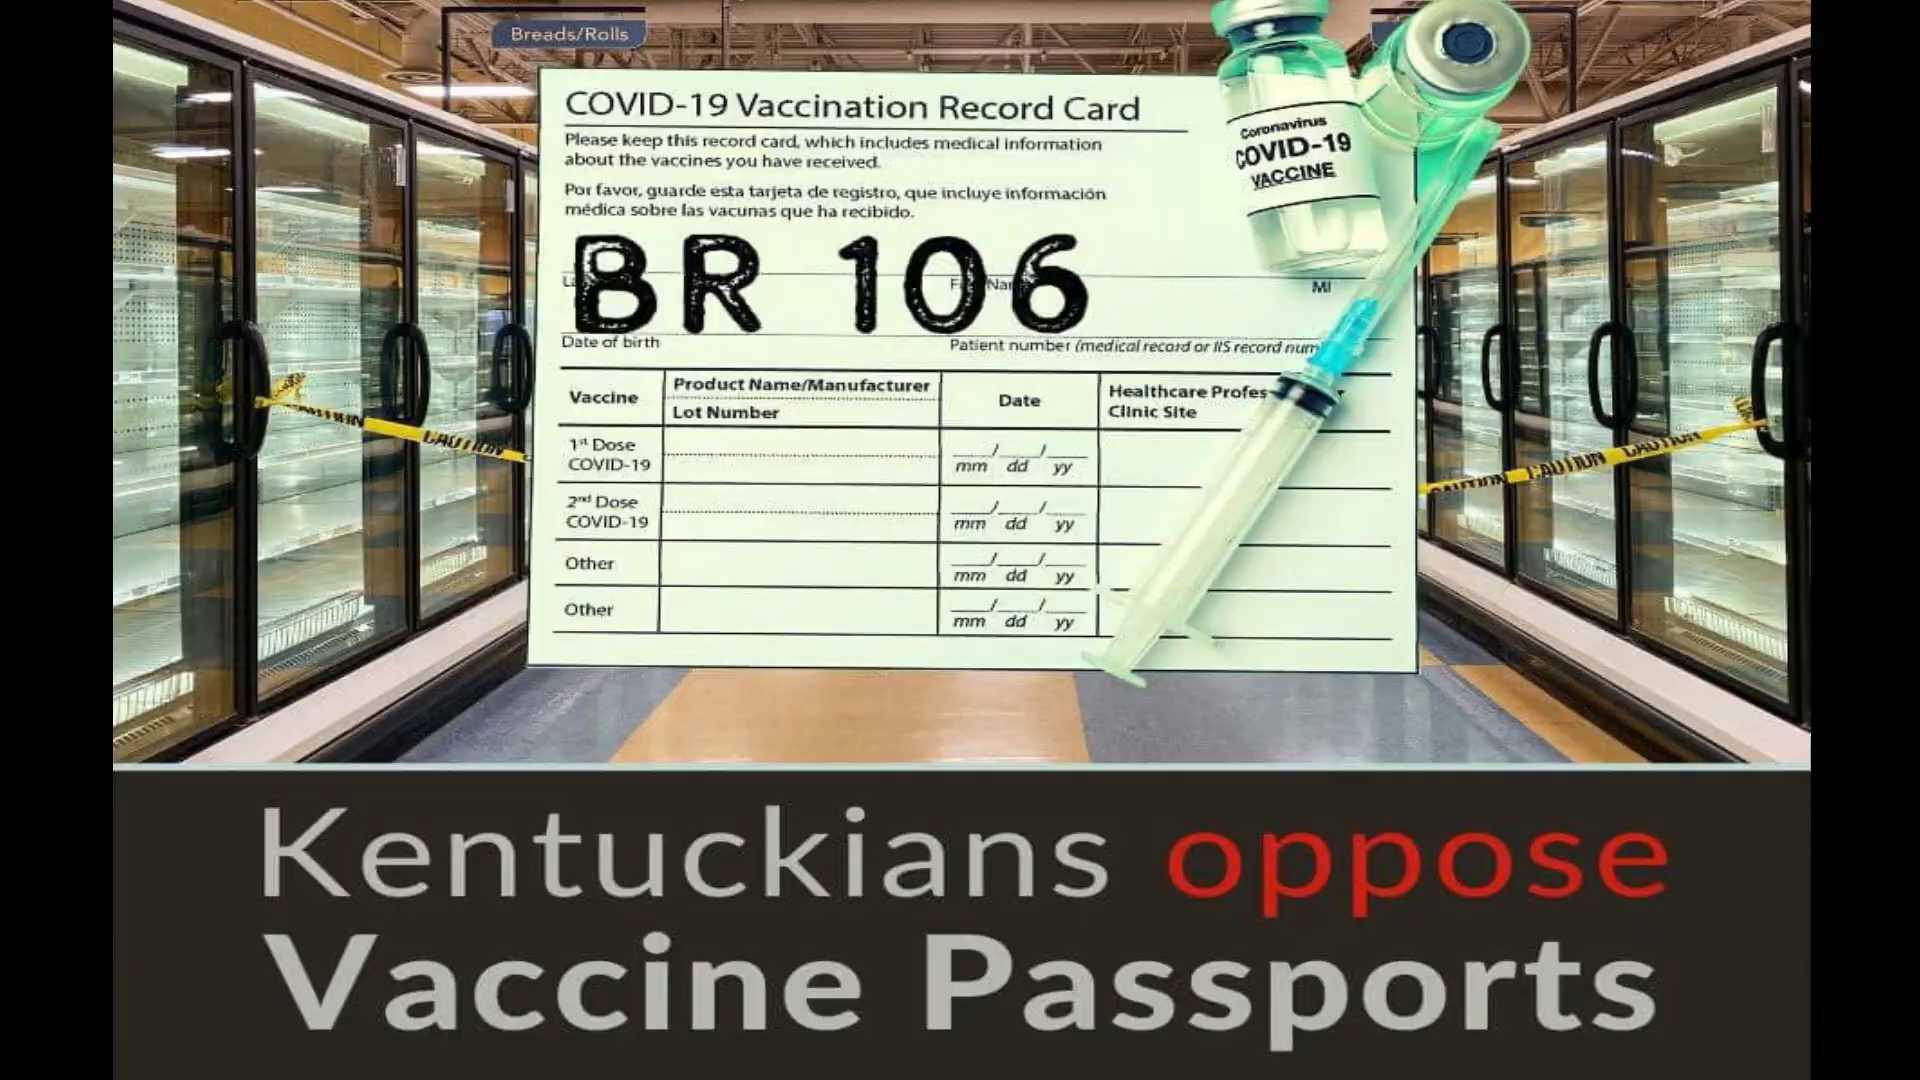 Breads/Rolls
COVID-19 Vaccination Record Card
Please keep this record card, which includes medical information
about the vaccines you have received.
Por favor, guarde esta tarjeta de registro, que incluye información
médica sobre las vacunas que ha recibido.
Coronavirus
COVID-19
VACCINE
BR 106
MI
Date of birth
Patient number (medical record or IIS record
Vaccine
Product Name/Manufacturer
Lot Number
Date
Healthcare
Clinic Site
1st Dose
COVID-19
mm dd yy
2nd Dose
COVID-19
mm dd yy
Other
mm dd yy
Other
mm dd yy
CAUTION CAUTION
CAUTION CAUTION CAUTION
Kentuckians oppose
Vaccine Passports